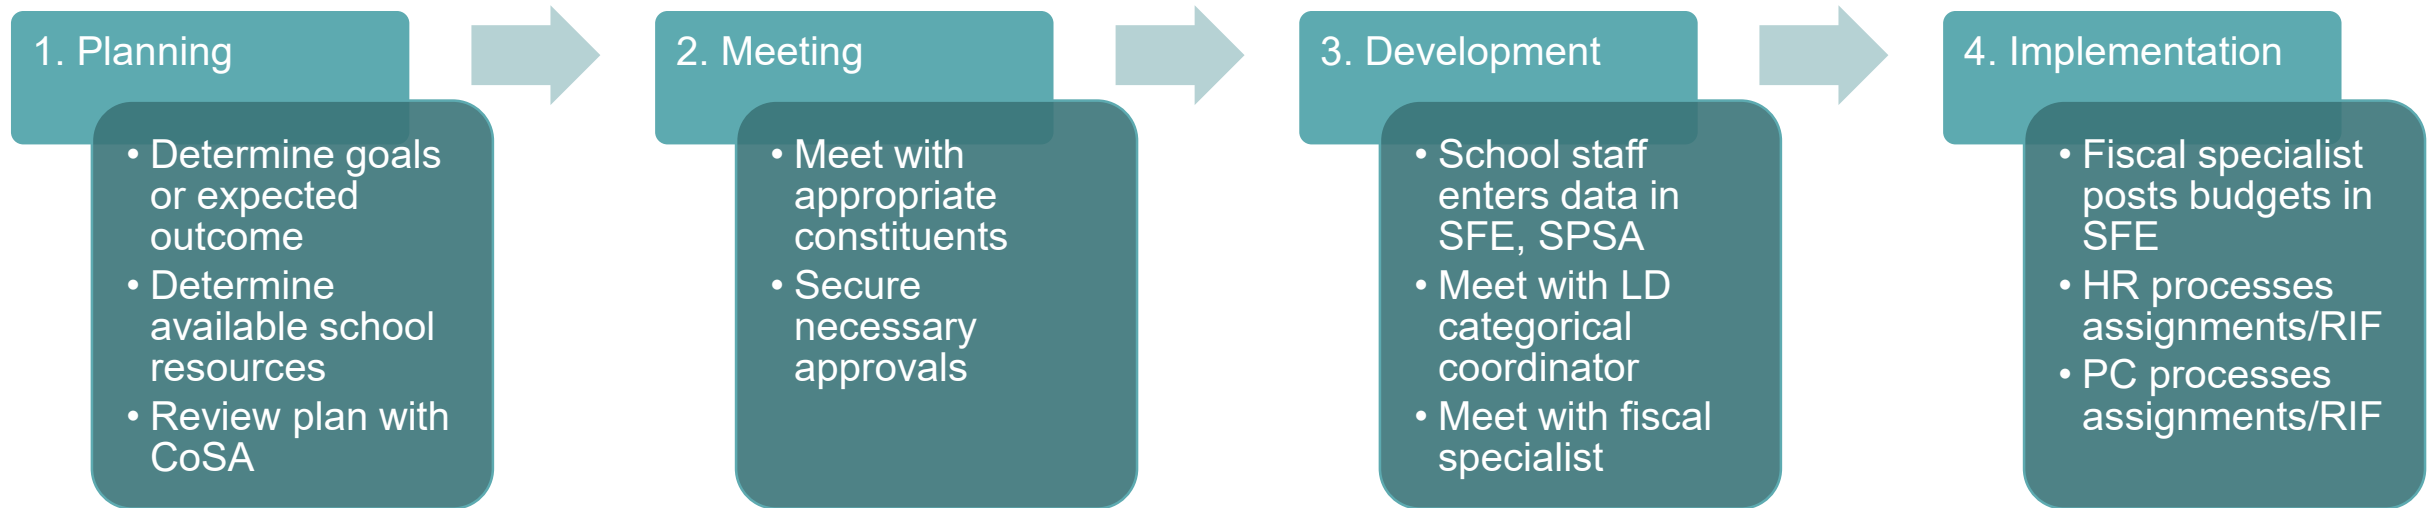 1. Planning
• Determine goals
or expected
outcome
• Determine
available school
resources
• Review plan with
CoSA
2. Meeting
• Meet with
appropriate
constituents
• Secure
necessary
approvals
3. Development
• School staff
enters data in
SFE, SPSA
• Meet with LD
categorical
coordinator
• Meet with fiscal
specialist
4. Implementation
• Fiscal specialist
posts budgets in
SFE
• HR processes
assignments/RIF
• PC processes
assignments/RIF